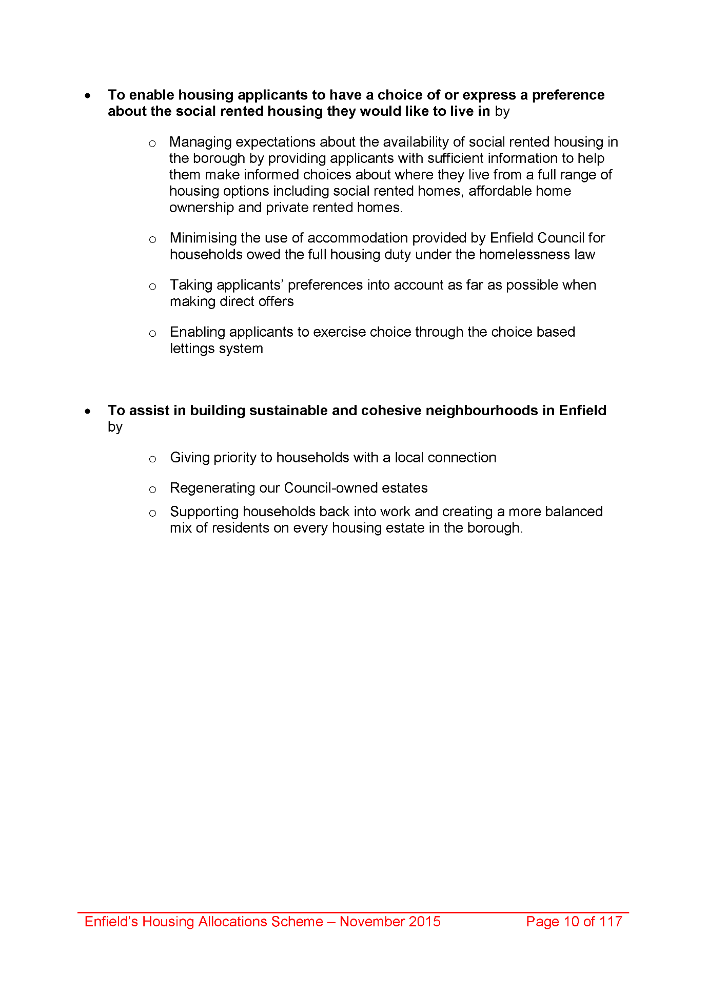 • To enable housing applicants to have a choice of or express a preference
about the social rented housing they would like to live in by
o Managing expectations about the availability of social rented housing in
the borough by providing applicants with sufficient information to help
them make informed choices about where they live from a full range of
housing options including social rented homes, affordable home
ownership and private rented homes.
o Minimising the use of accommodation provided by Enfield Council for
households owed the full housing duty under the homelessness law
o Taking applicants’ preferences into account as far as possible when
making direct offers
o Enabling applicants to exercise choice through the choice based
lettings system
• To assist in building sustainable and cohesive neighbourhoods in Enfield
by
o Giving priority to households with a local connection
o Regenerating our Council-owned estates
o Supporting households back into work and creating a more balanced
mix of residents on every housing estate in the borough.
Enfield’s Housing Allocations Scheme – November 2015 Page 10 of 117